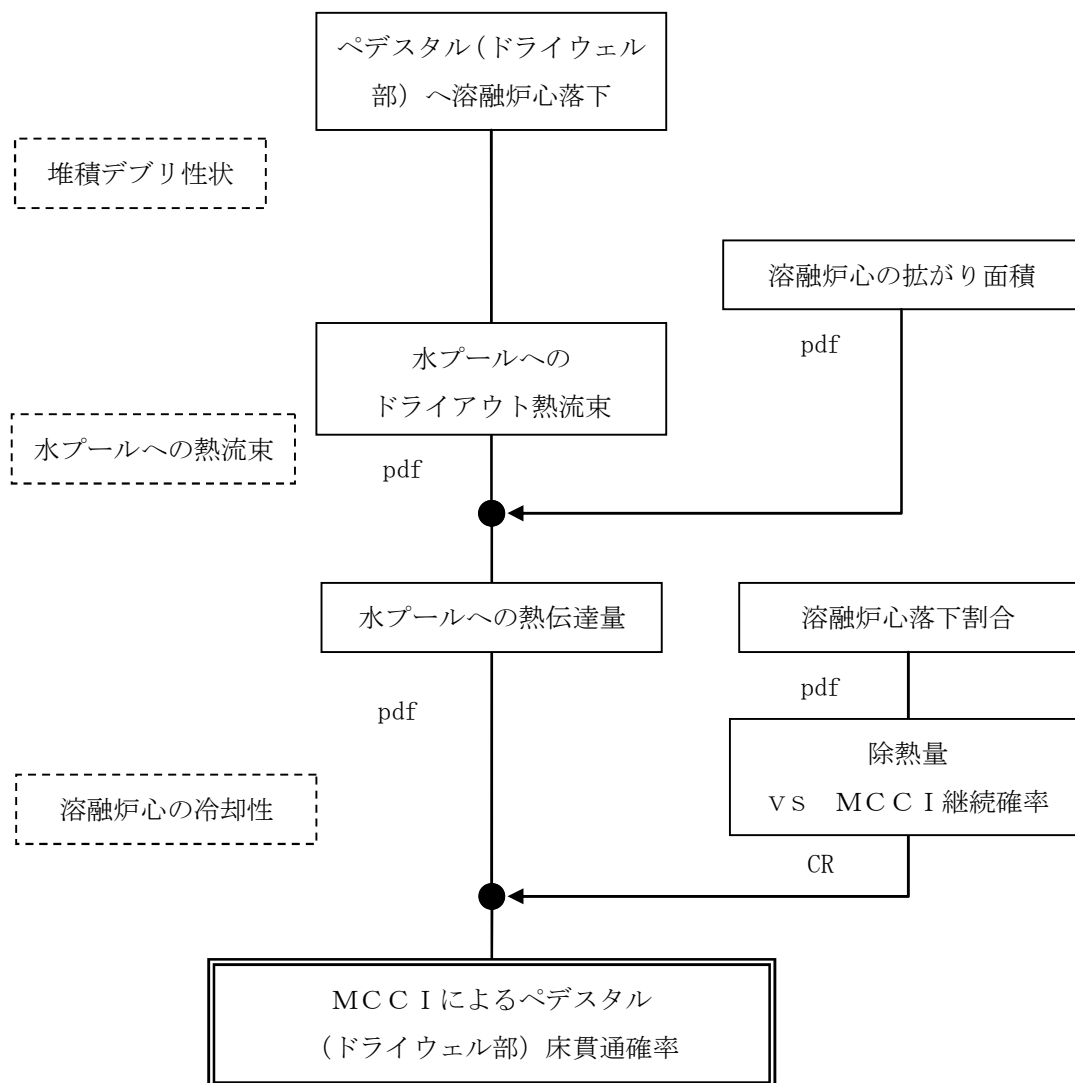 ペデスタル（ドライウェル
部）へ溶融炉心落下
堆積デブリ性状
溶融炉心の拡がり面積
pdf
水プールへの
ドライアウト熱流束
水プールへの熱流束
pdf
水プールへの熱伝達量
溶融炉心落下割合
pdf
pdf
除熱量
ｖｓ　ＭＣＣＩ継続確率
溶融炉心の冷却性
CR
ＭＣＣＩによるペデスタル
（ドライウェル部）床貫通確率